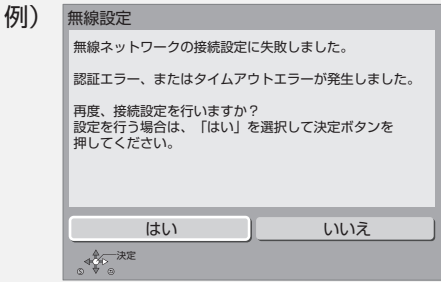 例）
無線設定
無線ネットワークの接続設定に失敗しました。
認証エラー、またはタイムアウトエラーが発生しました。
再度、接続設定を行いますか？
設定を行う場合は、「はい」を選択して決定ボタンを
押してください。
はい
いいえ
決定